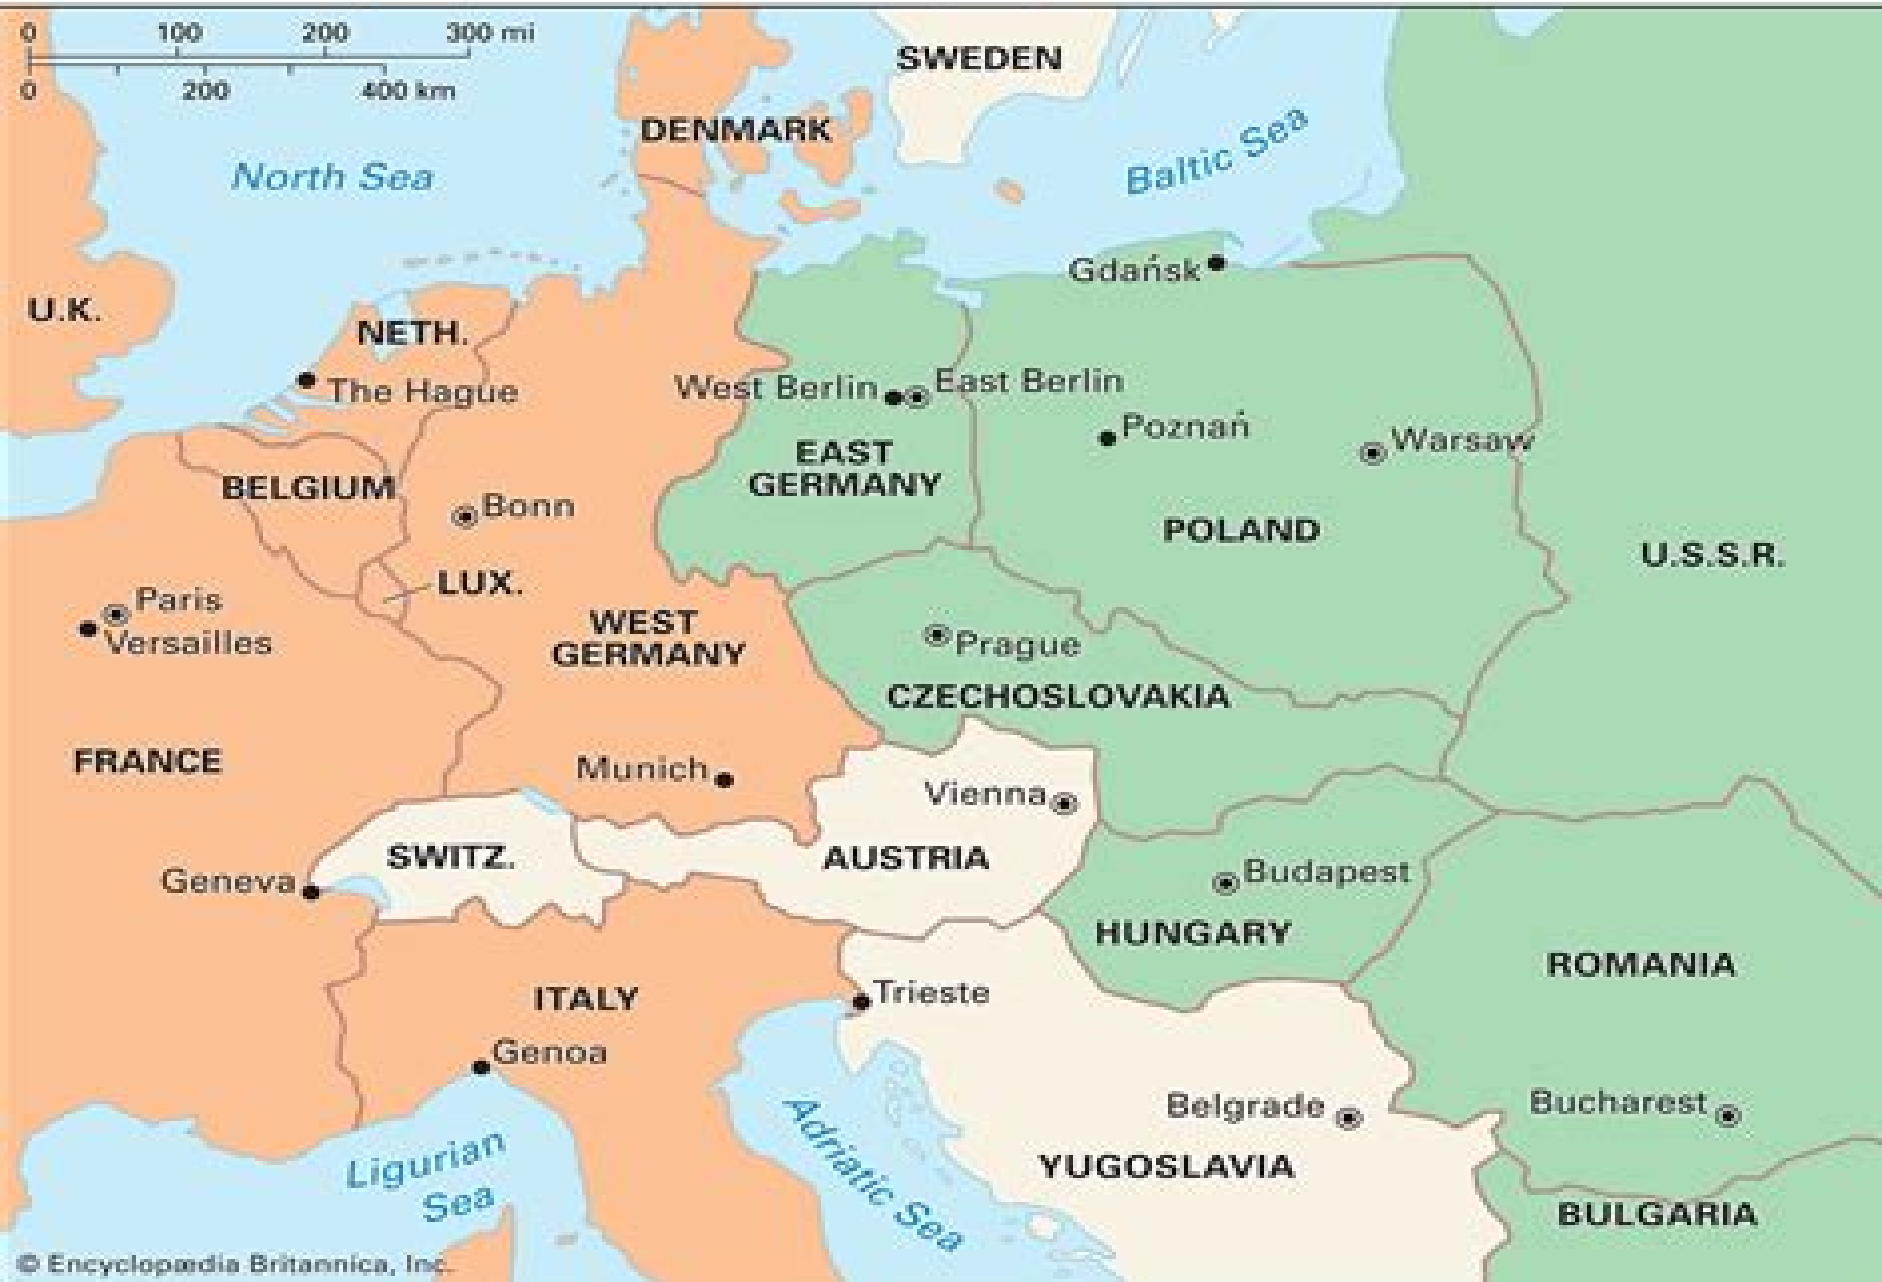 0 100 200 300 mi
0 200 400 km
SWEDEN
DENMARK
North Sea
Baltic Sea
Gdańsk
U.K.
NETH.
The Hague
West Berlin
East Berlin
Poznań
Warsaw
EAST
GERMANY
BELGIUM
Bonn
POLAND
U.S.S.R.
LUX.
Paris
Versailles
WEST
GERMANY
Prague
CZECHOSLOVAKIA
FRANCE
Munich
Vienna
SWITZ.
AUSTRIA
Geneva
Budapest
HUNGARY
ROMANIA
ITALY
Trieste
Genoa
Belgrade
Bucharest
Ligurian
Sea
Adriatic Sea
YUGOSLAVIA
BULGARIA
© Encyclopædia Britannica, Inc.